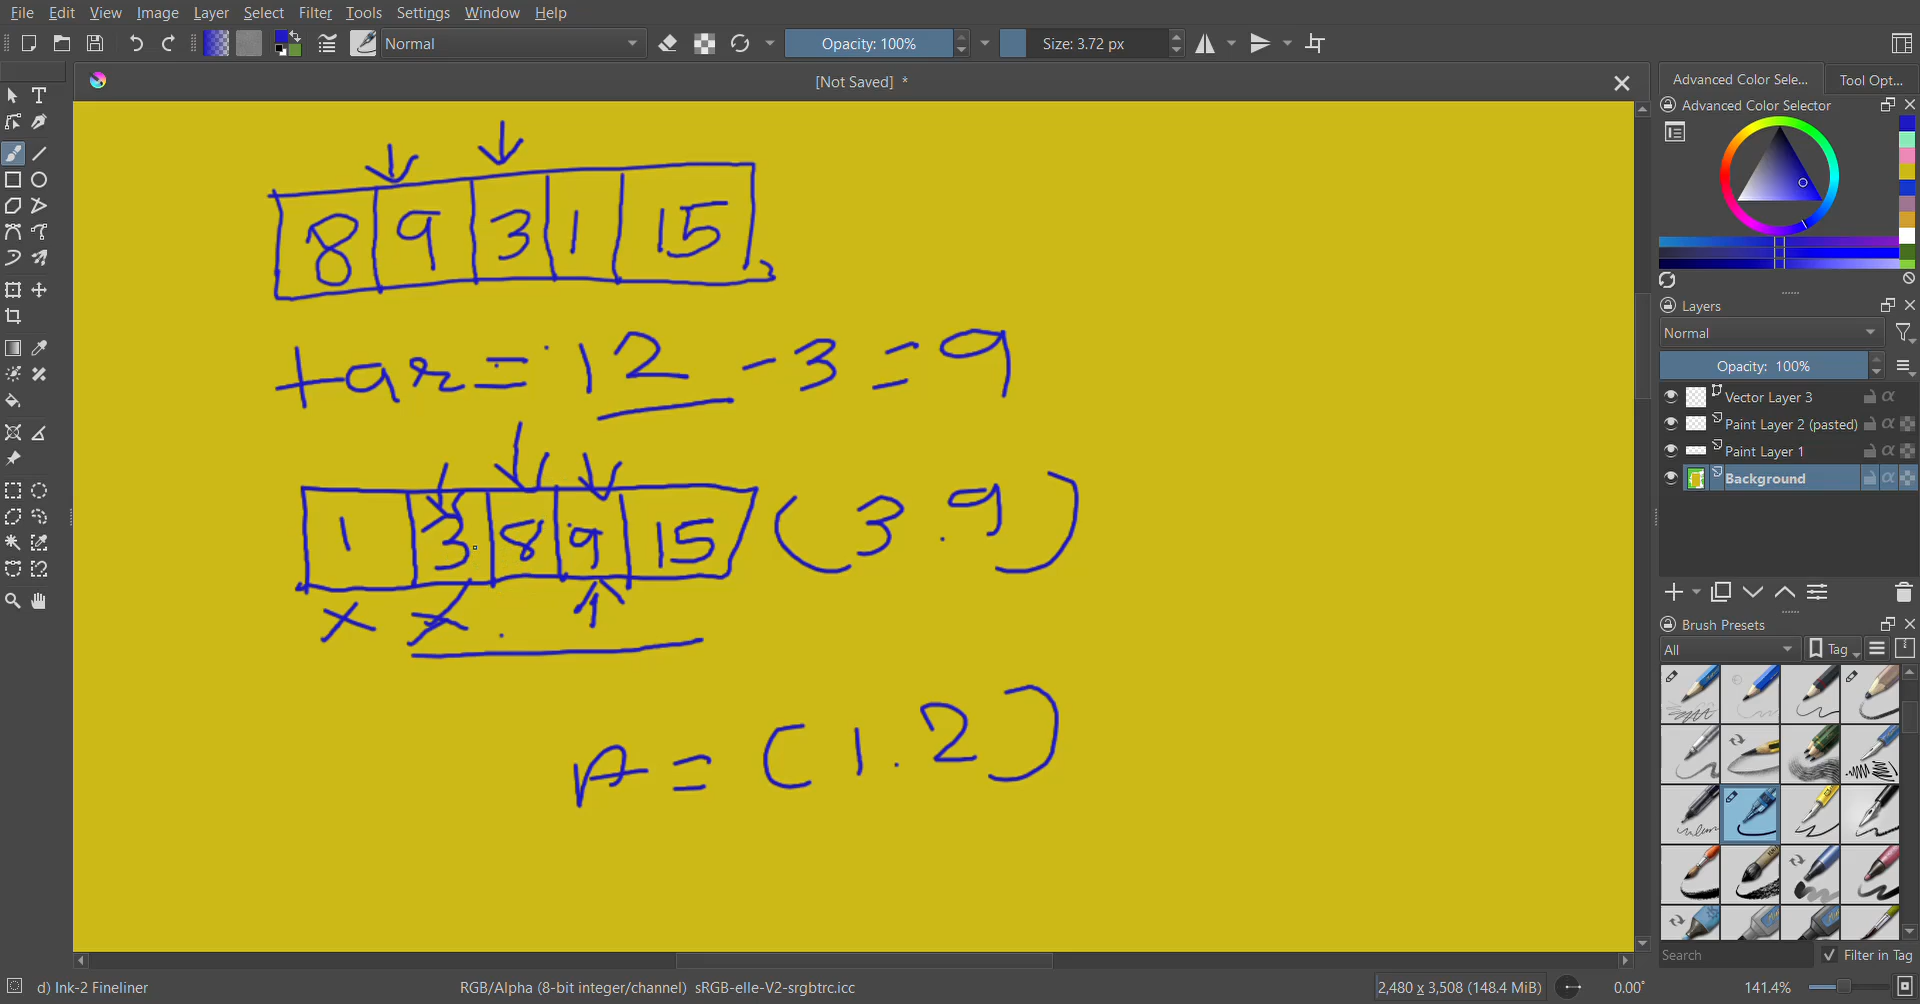 File Edit View Image Layer Select Filter Tools Settings Window Help
Normal Opacity: 100% Size: 3.72 px
[Not Saved] *
Advanced Color Sele... Tool Opt...
Advanced Color Selector
8 9 3 1 15
tar = 12 - 3 = 9
1 3 8 9 15 (3.9)
A = (1.2)
Layers
Normal
Opacity: 100%
Vector Layer 3
Paint Layer 2 (pasted)
Paint Layer 1
Background
Brush Presets
All Tag
Search Filter in Tag
d) Ink-2 Fineliner RGB/Alpha (8-bit integer/channel) sRGB-elle-V2-srgbtrc.icc 2,480 x 3,508 (148.4 MiB) 0.00° 141.4%